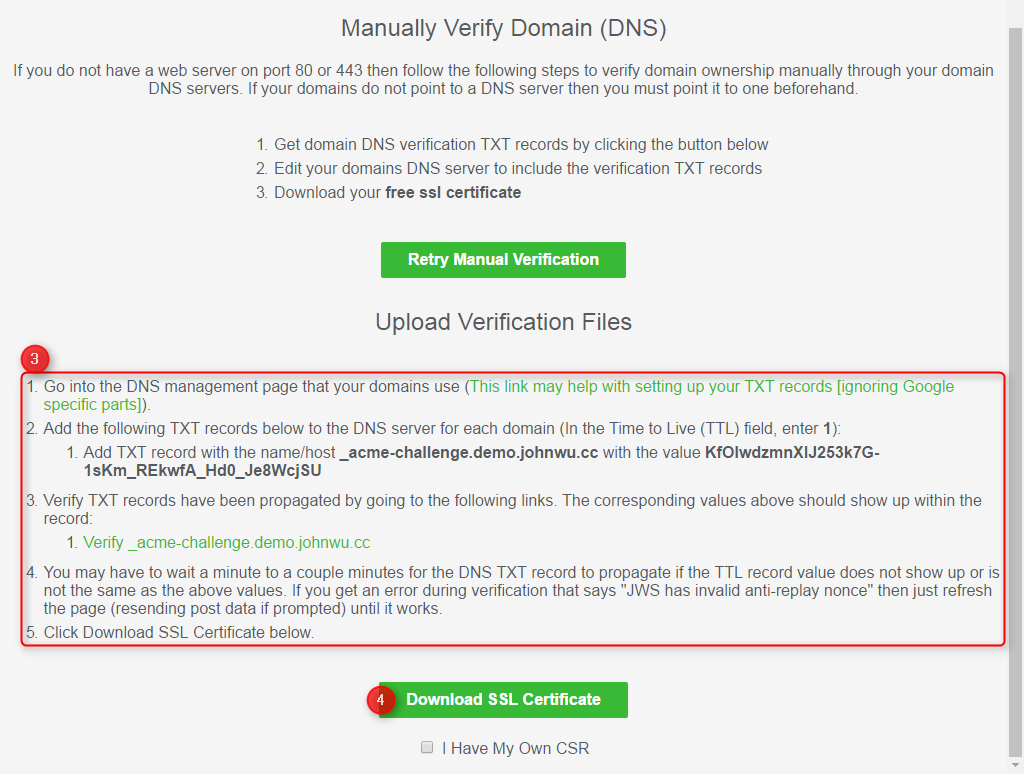 Manually Verify Domain (DNS)
If you do not have a web server on port 80 or 443 then follow the following steps to verify domain ownership manually through your domain
DNS servers. If your domains do not point to a DNS server then you must point it to one beforehand.
1. Get domain DNS verification TXT records by clicking the button below
2. Edit your domains DNS server to include the verification TXT records
3. Download your free ssl certificate
Retry Manual Verification
Upload Verification Files
3
1. Go into the DNS management page that your domains use (This link may help with setting up your TXT records [ignoring Google
specific parts]).
2. Add the following TXT records below to the DNS server for each domain (In the Time to Live (TTL) field, enter 1):
1. Add TXT record with the name/host _acme-challenge.demo.johnwu.cc with the value KfOIwdzmnXIJ253k7G-
1sKm_REkwfA_Hd0_Je8WcjSU
3. Verify TXT records have been propagated by going to the following links. The corresponding values above should show up within the
record:
1. Verify _acme-challenge.demo.johnwu.cc
4. You may have to wait a minute to a couple minutes for the DNS TXT record to propagate if the TTL record value does not show up or is
not the same as the above values. If you get an error during verification that says "JWS has invalid anti-replay nonce" then just refresh
the page (resending post data if prompted) until it works.
5. Click Download SSL Certificate below.
4 Download SSL Certificate
I Have My Own CSR